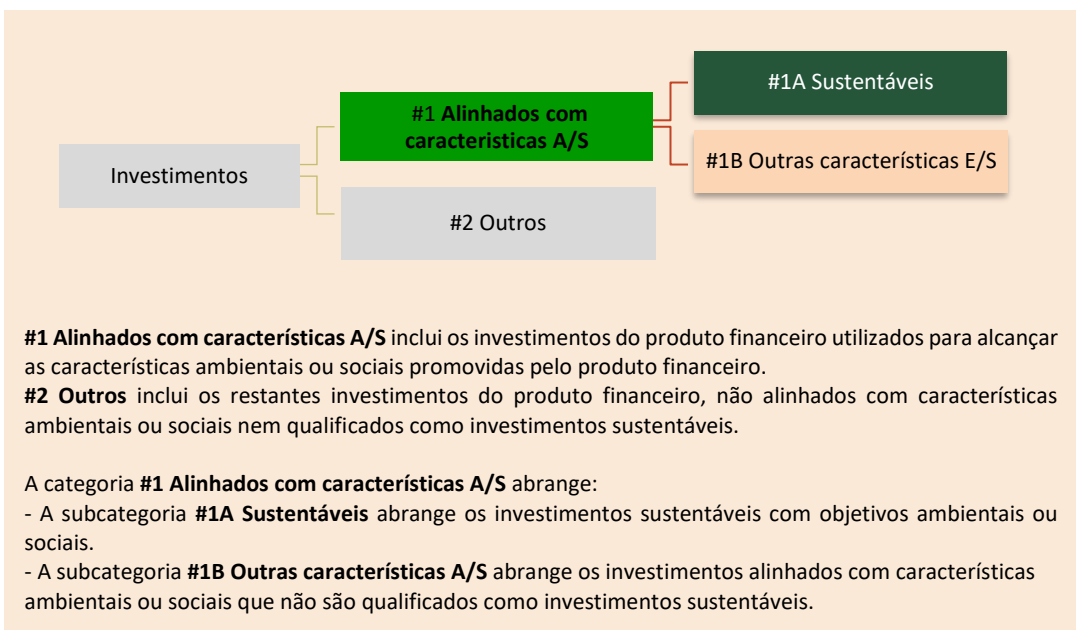 #1A Sustentáveis
#1 Alinhados com
caracteristicas A/S
#1B Outras características E/S
Investimentos
#2 Outros
#1 Alinhados com características A/S inclui os investimentos do produto financeiro utilizados para alcançar
as características ambientais ou sociais promovidas pelo produto financeiro.
#2 Outros inclui os restantes investimentos do produto financeiro, não alinhados com características
ambientais ou sociais nem qualificados como investimentos sustentáveis.
A categoria #1 Alinhados com características A/S abrange:
- A subcategoria #1A Sustentáveis abrange os investimentos sustentáveis com objetivos ambientais ou
sociais.
- A subcategoria #1B Outras características A/S abrange os investimentos alinhados com características
ambientais ou sociais que não são qualificados como investimentos sustentáveis.